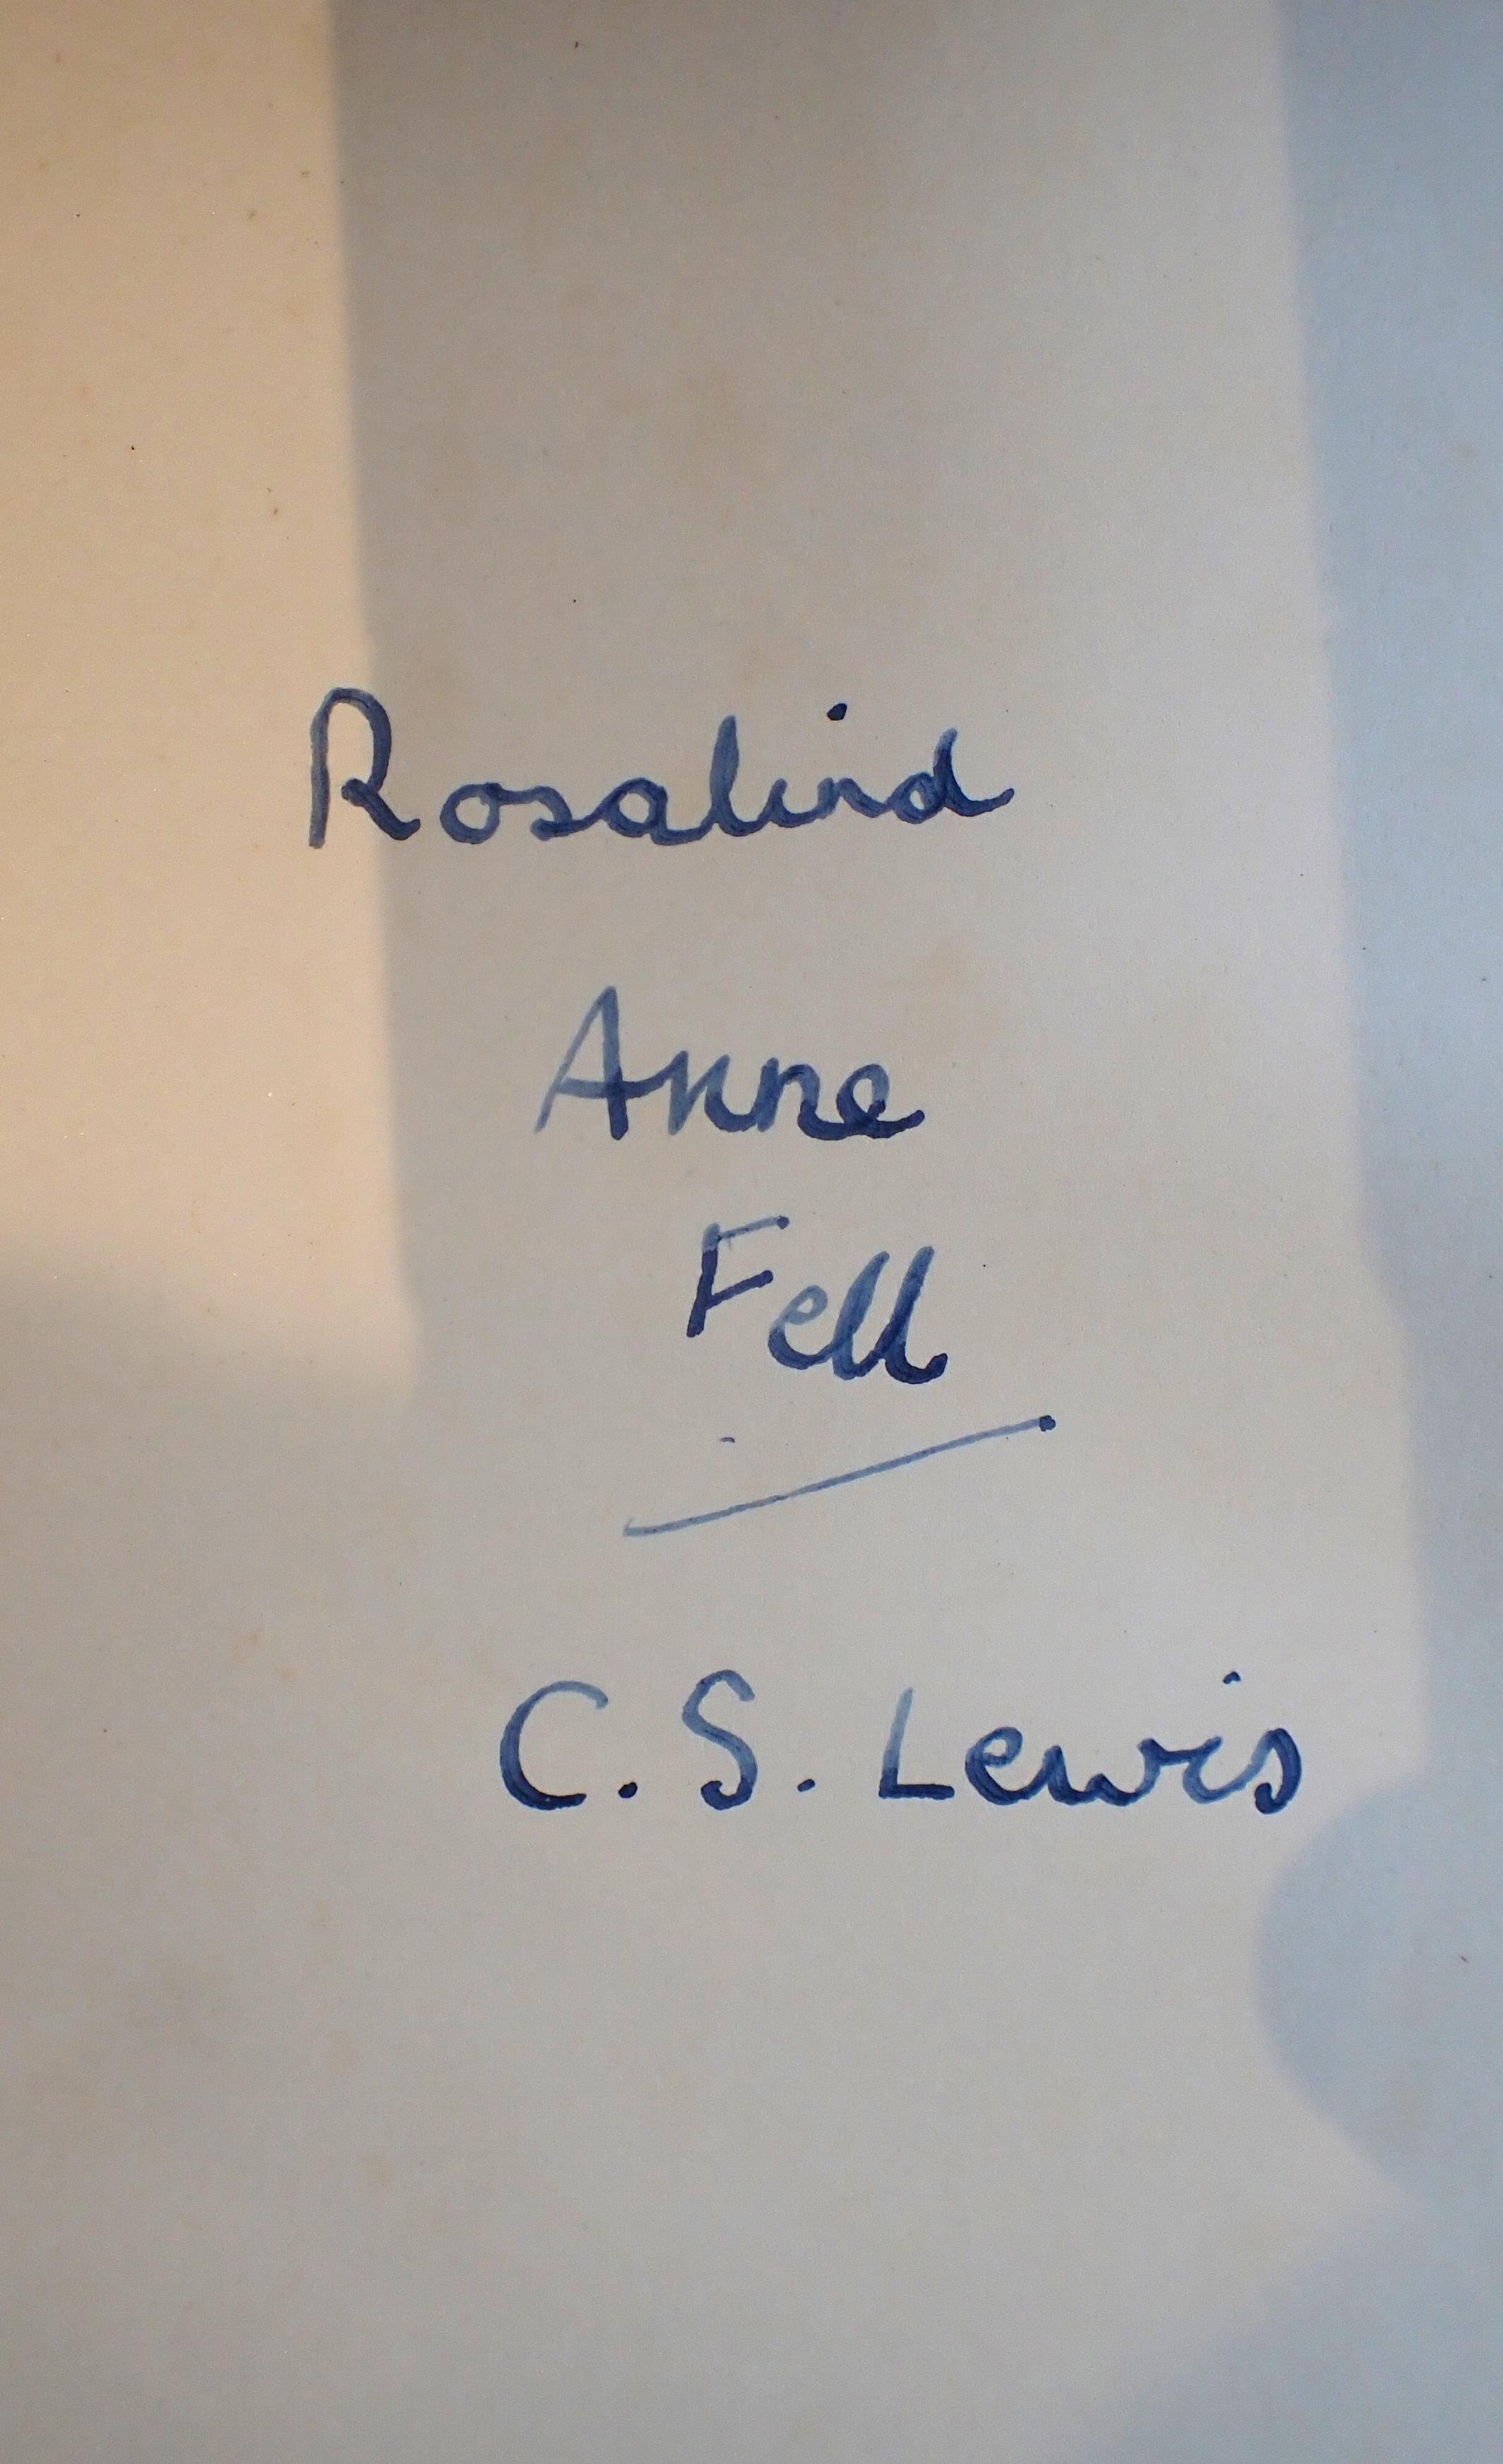 Rosalind
Anne
Fell
C. S. Lewis